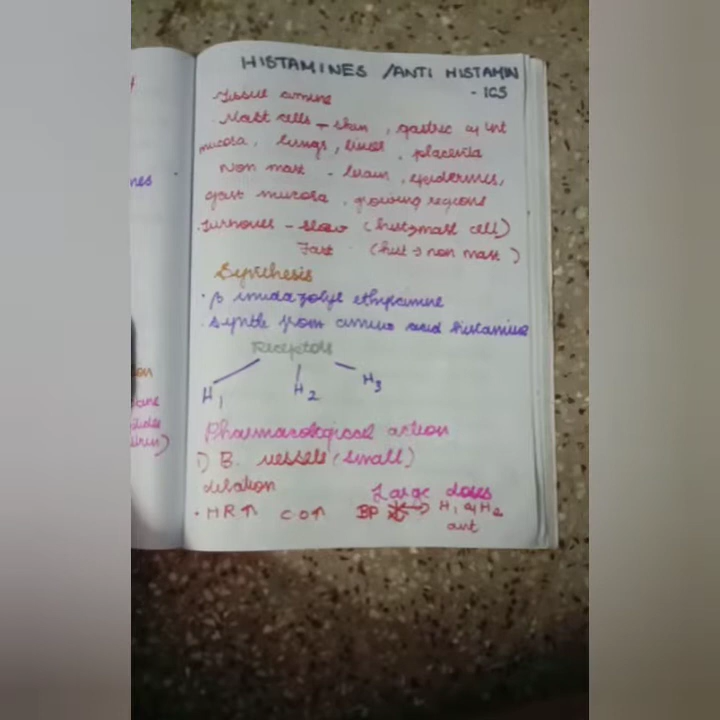 nes
HISTAMINES /ANTI HISTAMIN
- ICS
Tissue amine
. Mast cells - skin, gastric & int
mucosa, lungs, liver, placenta
Non mast - brain, epidermis,
gast mucosa, growing regions
. Turnover - slow (hist → mast cell)
Fast (hist → non mast)
Synthesis
. β imidazolyl ethylamine
. synth from amino acid histamine
Receptors
H1 H2 H3
Pharmacological action
1) B. vessels (small)
dilation Large doses
. HR↑ CO↑ BP H1 & H2
ant